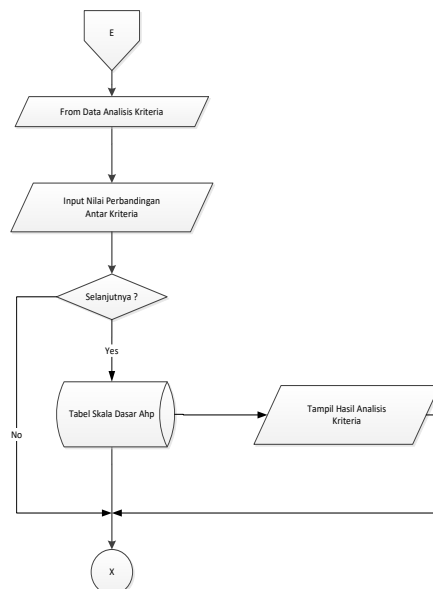 E
From Data Analisis Kriteria
Input Nilai Perbandingan
Antar Kriteria
Selanjutnya ?
Yes
No
Tabel Skala Dasar Ahp
Tampil Hasil Analisis
Kriteria
X